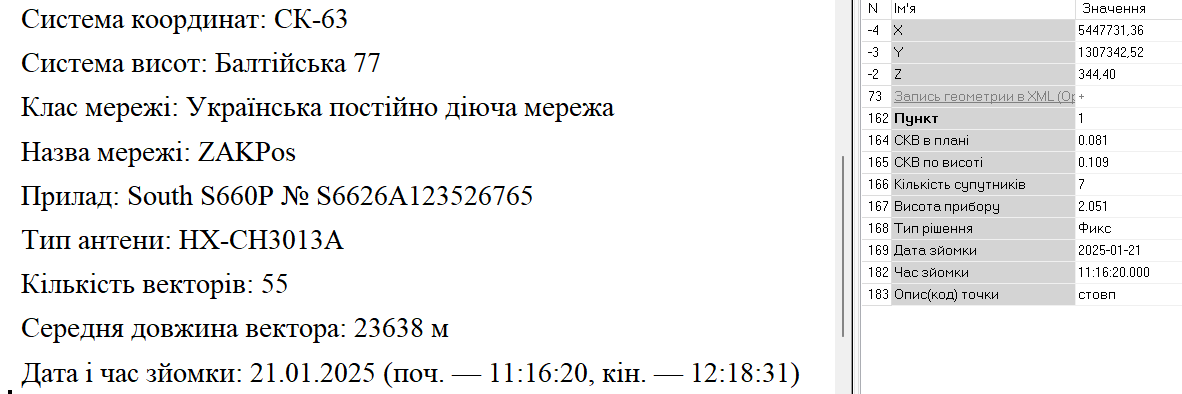 Система координат: СК-63
Система висот: Балтійська 77
Клас мережі: Українська постійно діюча мережа
Назва мережі: ZAKPos
Прилад: South S660P № S6626A123526765
Тип антени: HX-CH3013A
Кількість векторів: 55
Середня довжина вектора: 23638 м
Дата і час зйомки: 21.01.2025 (поч. — 11:16:20, кін. — 12:18:31)
N Ім'я Значення
-4 X 5447731,36
-3 Y 1307342,52
-2 Z 344,40
73 Запись геометрии в XML (Ор +
162 Пункт 1
164 СКВ в плані 0.081
165 СКВ по висоті 0.109
166 Кількість супутників 7
167 Висота прибору 2.051
168 Тип рішення Фикс
169 Дата зйомки 2025-01-21
182 Час зйомки 11:16:20.000
183 Опис(код) точки стовп